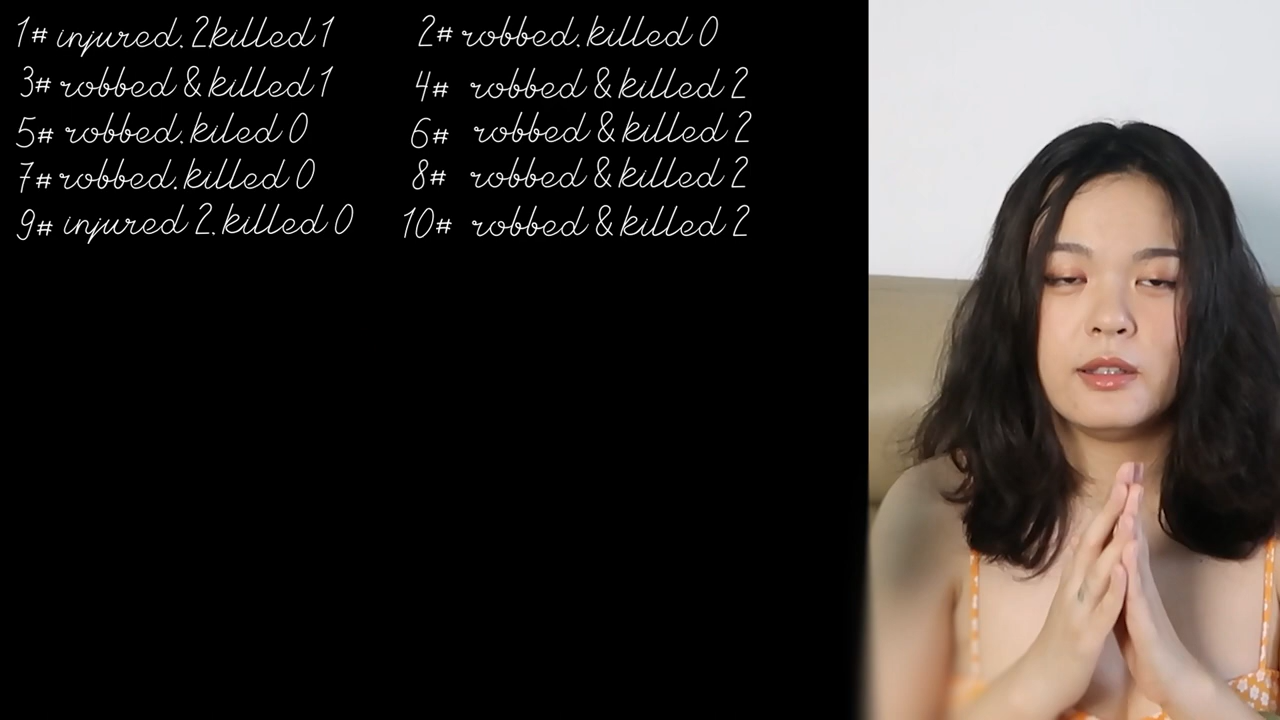 1# injured. 2killed 1
2# robbed. killed 0
3# robbed & killed 1
4# robbed & killed 2
5# robbed. kiled 0
6# robbed & killed 2
7# robbed. killed 0
8# robbed & killed 2
9# injured 2. killed 0
10# robbed & killed 2